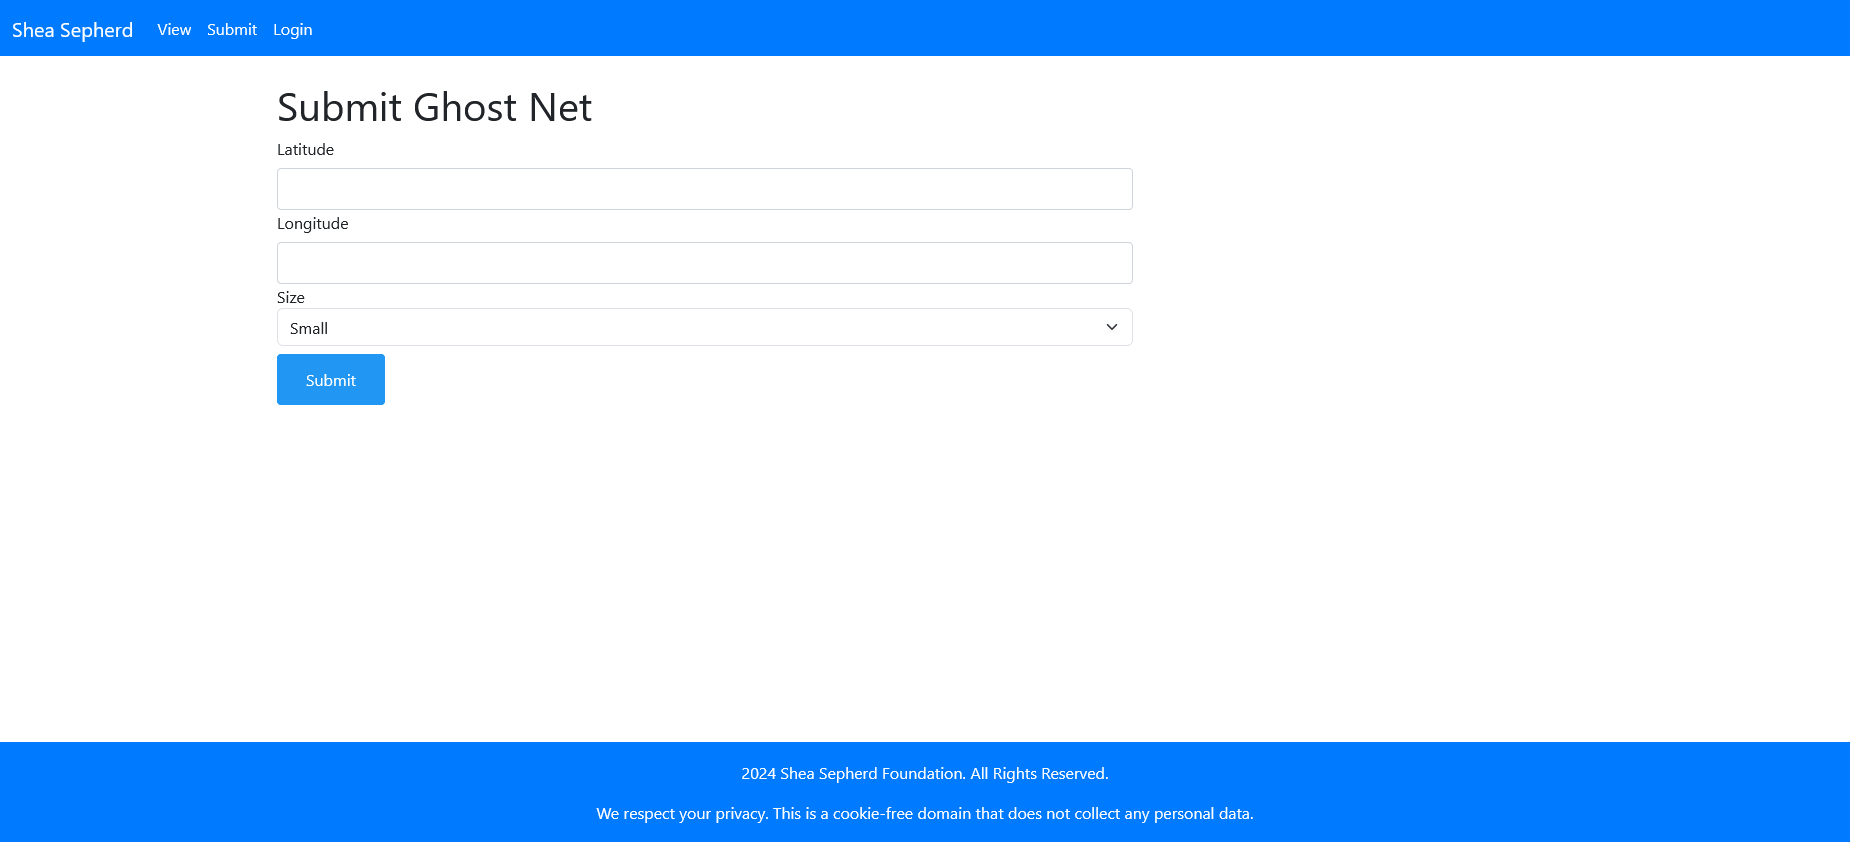 Shea Sepherd View Submit Login
Submit Ghost Net
Latitude
Longitude
Size
Small
Submit
2024 Shea Sepherd Foundation. All Rights Reserved.
We respect your privacy. This is a cookie-free domain that does not collect any personal data.